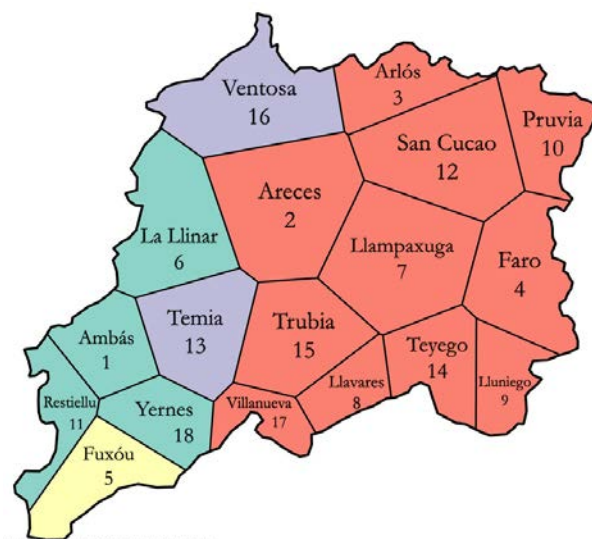 Ventosa
16
Arlós
3
Pruvia
10
San Cucao
12
Areces
2
La Llinar
6
Llampaxuga
7
Faro
4
Temia
13
Trubia
15
Ambás
1
Teyego
14
Llavares
8
Lluniego
9
Restiellu
11
Yernes
18
Villanueva
17
Fuxóu
5